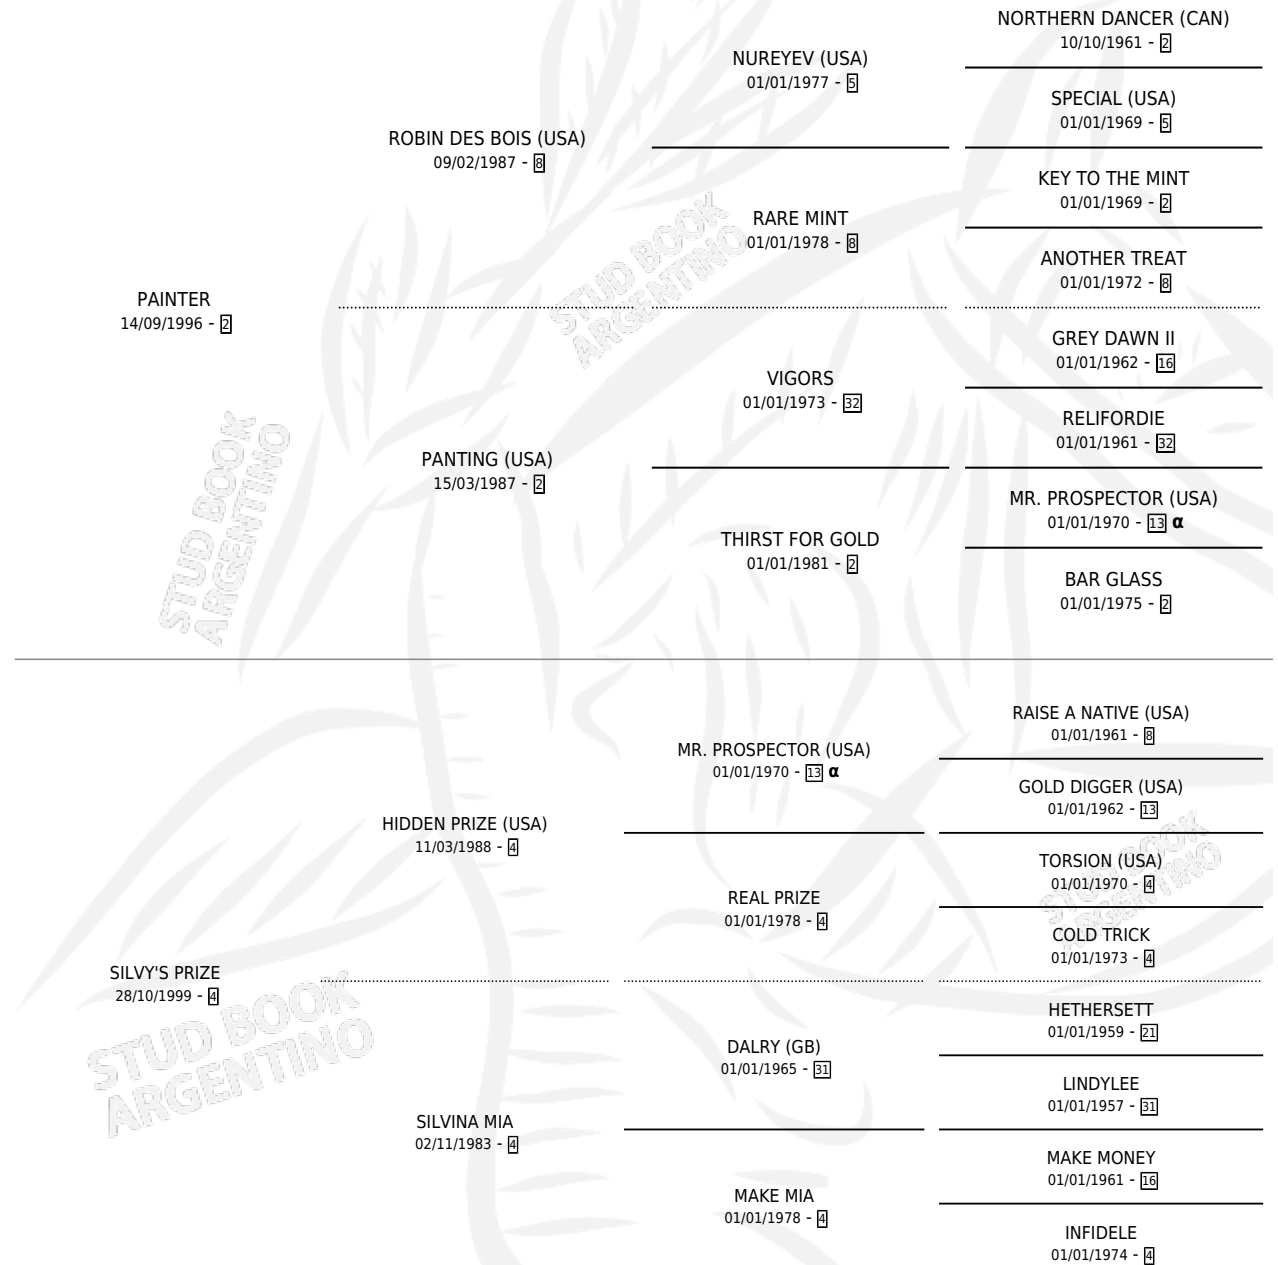 NORTHERN DANCER (CAN)
10/10/1961 - 2
NUREYEV (USA)
01/01/1977 - 5
SPECIAL (USA)
01/01/1969 - 5
ROBIN DES BOIS (USA)
09/02/1987 - 8
KEY TO THE MINT
01/01/1969 - 2
RARE MINT
01/01/1978 - 8
ANOTHER TREAT
01/01/1972 - 8
PAINTER
14/09/1996 - 2
GREY DAWN II
01/01/1962 - 16
VIGORS
01/01/1973 - 32
RELIFORDIE
01/01/1961 - 32
PANTING (USA)
15/03/1987 - 2
MR. PROSPECTOR (USA)
01/01/1970 - 13 α
THIRST FOR GOLD
01/01/1981 - 2
BAR GLASS
01/01/1975 - 2
RAISE A NATIVE (USA)
01/01/1961 - 8
MR. PROSPECTOR (USA)
01/01/1970 - 13 α
GOLD DIGGER (USA)
01/01/1962 - 13
HIDDEN PRIZE (USA)
11/03/1988 - 4
TORSION (USA)
01/01/1970 - 4
REAL PRIZE
01/01/1978 - 4
COLD TRICK
01/01/1973 - 4
SILVY'S PRIZE
28/10/1999 - 4
HETHERSETT
01/01/1959 - 21
DALRY (GB)
01/01/1965 - 31
LINDYLEE
01/01/1957 - 31
SILVINA MIA
02/11/1983 - 4
MAKE MONEY
01/01/1961 - 16
MAKE MIA
01/01/1978 - 4
INFIDELE
01/01/1974 - 4
STUD BOOK
ARGENTINO
STUD BOOK
ARGENTINO
STUD BOOK
ARGENTINO
STUD BOOK
ARGENTINO